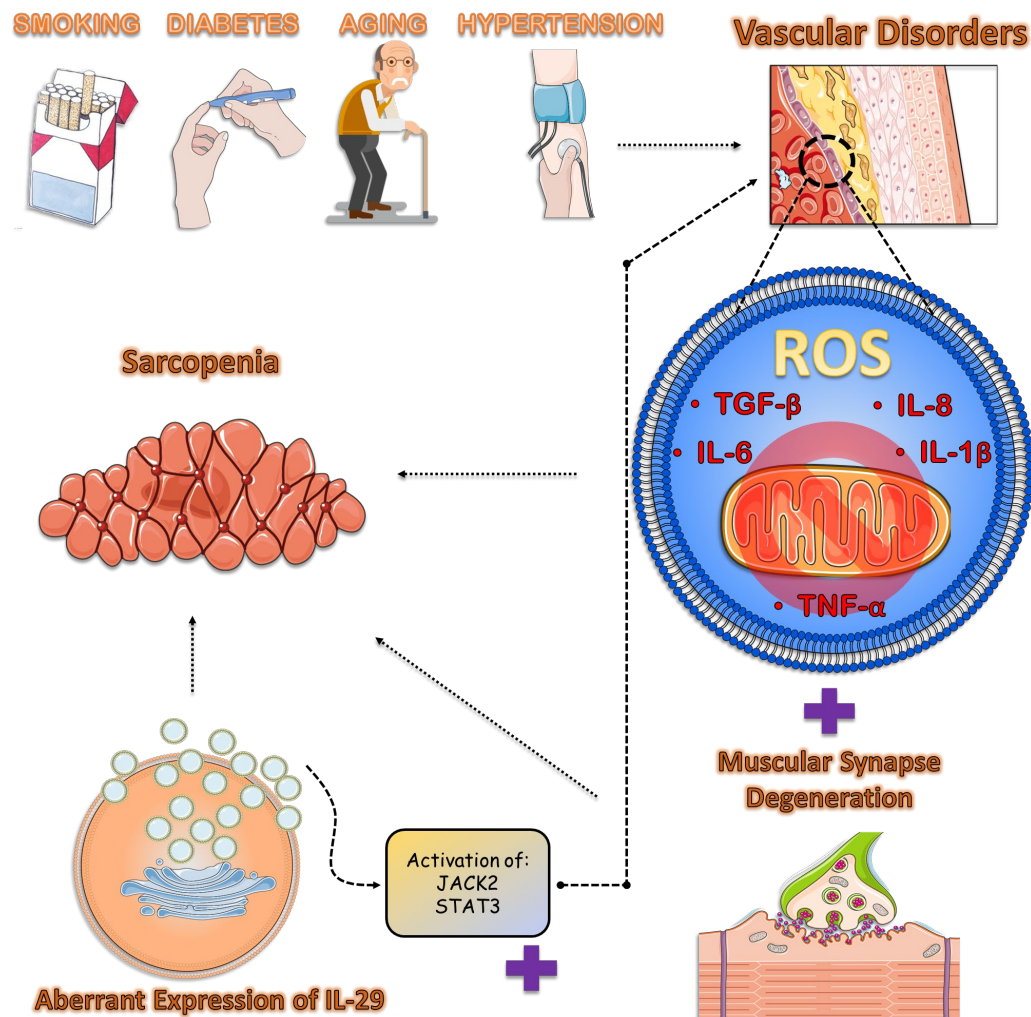 SMOKING
DIABETES
AGING
HYPERTENSION
Vascular Disorders
ROS
• TGF-β
• IL-8
• IL-6
• IL-1β
• TNF-α
Sarcopenia
Muscular Synapse
Degeneration
Activation of:
JACK2
STAT3
Aberrant Expression of IL-29